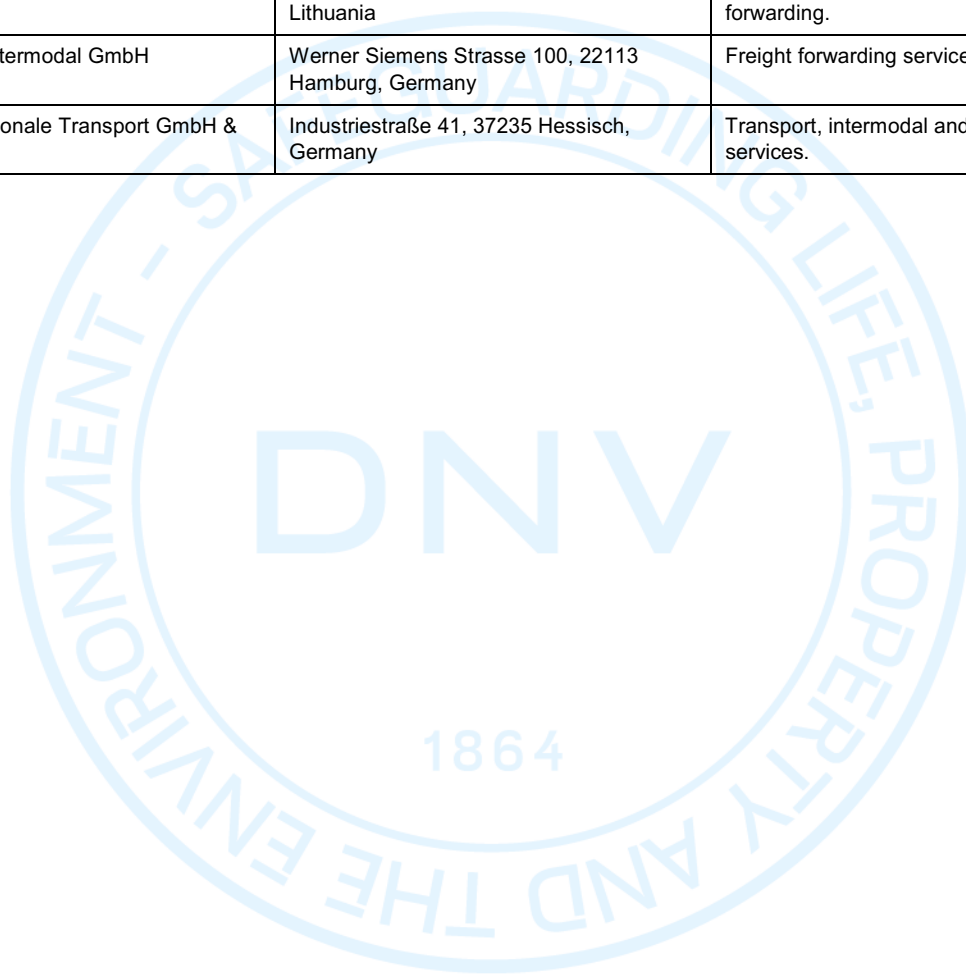 Lithuania
forwarding.
termodal GmbH
Werner Siemens Strasse 100, 22113
Hamburg, Germany
Freight forwarding service
onale Transport GmbH &
Industriestraße 41, 37235 Hessisch,
Germany
Transport, intermodal and
services.
SAFEGUARDING LIFE, PROPERTY AND THE ENVIRONMENT -
DNV
1864